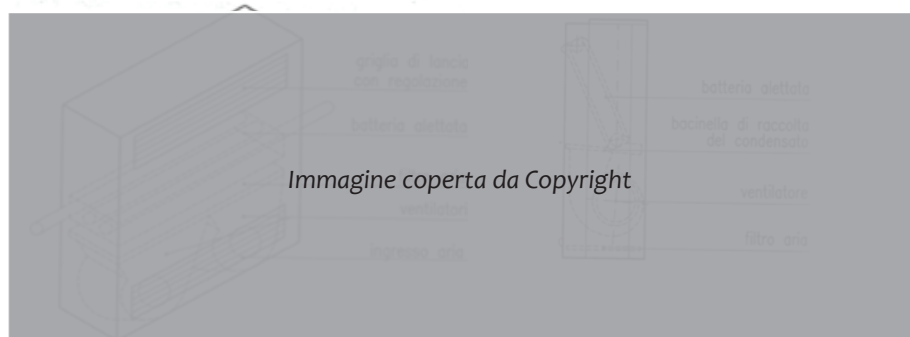 griglia di lancio
con regolazione
batteria alettata
Immagine coperta da Copyright
ventilatori
ingresso aria
batteria alettata
bacinella di raccolta
del condensato
ventilatore
filtro aria